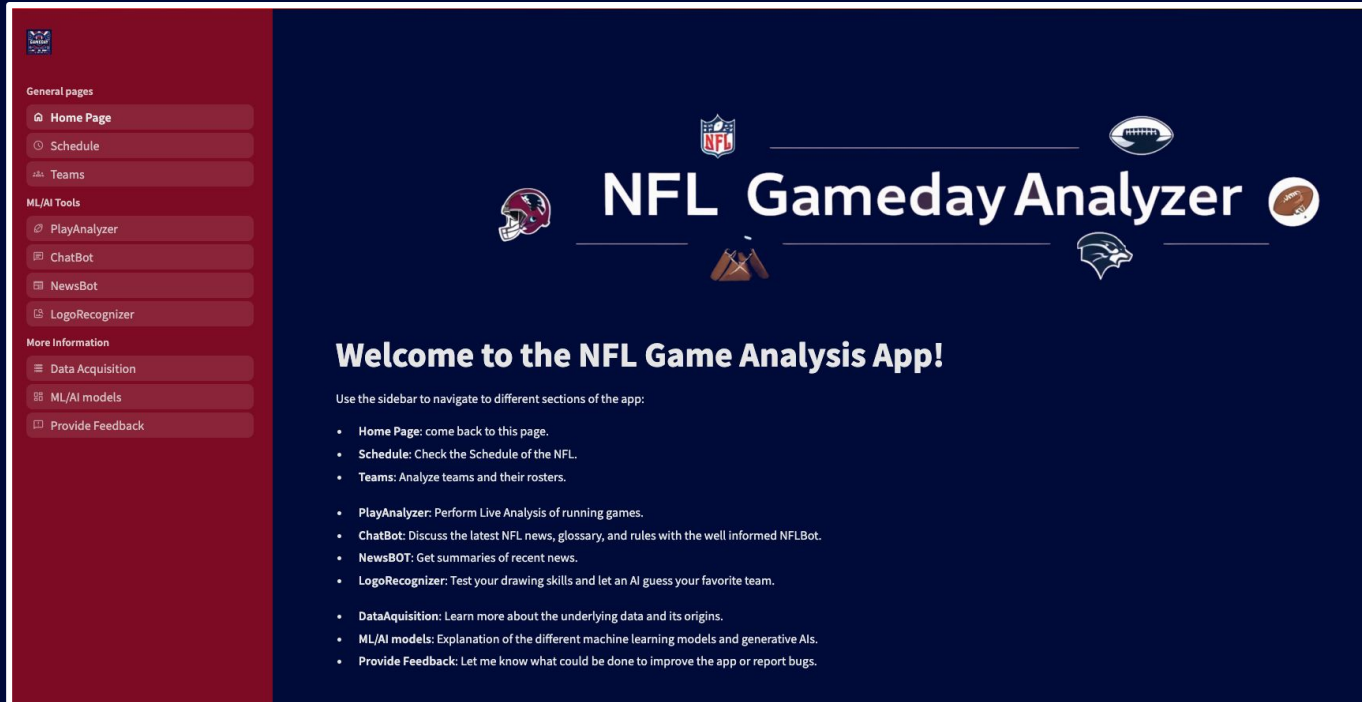 GAMEDAY
General pages
Home Page
Schedule
Teams
ML/AI Tools
PlayAnalyzer
ChatBot
NewsBot
LogoRecognizer
More Information
Data Acquisition
ML/AI models
Provide Feedback
NFL
NFL Gameday Analyzer
Welcome to the NFL Game Analysis App!
Use the sidebar to navigate to different sections of the app:
• Home Page: come back to this page.
• Schedule: Check the Schedule of the NFL.
• Teams: Analyze teams and their rosters.
• PlayAnalyzer: Perform Live Analysis of running games.
• ChatBot: Discuss the latest NFL news, glossary, and rules with the well informed NFLBot.
• NewsBOT: Get summaries of recent news.
• LogoRecognizer: Test your drawing skills and let an AI guess your favorite team.
• DataAquisition: Learn more about the underlying data and its origins.
• ML/AI models: Explanation of the different machine learning models and generative AIs.
• Provide Feedback: Let me know what could be done to improve the app or report bugs.